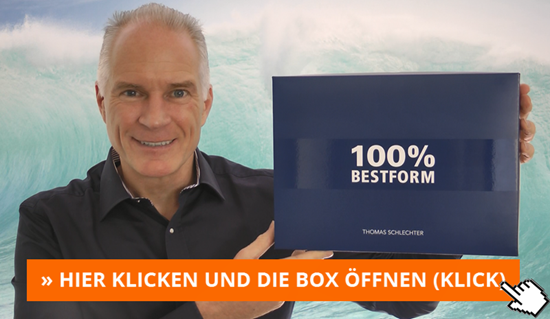 100%
BESTFORM
THOMAS SCHLECHTER
» HIER KLICKEN UND DIE BOX ÖFFNEN (KLICK)